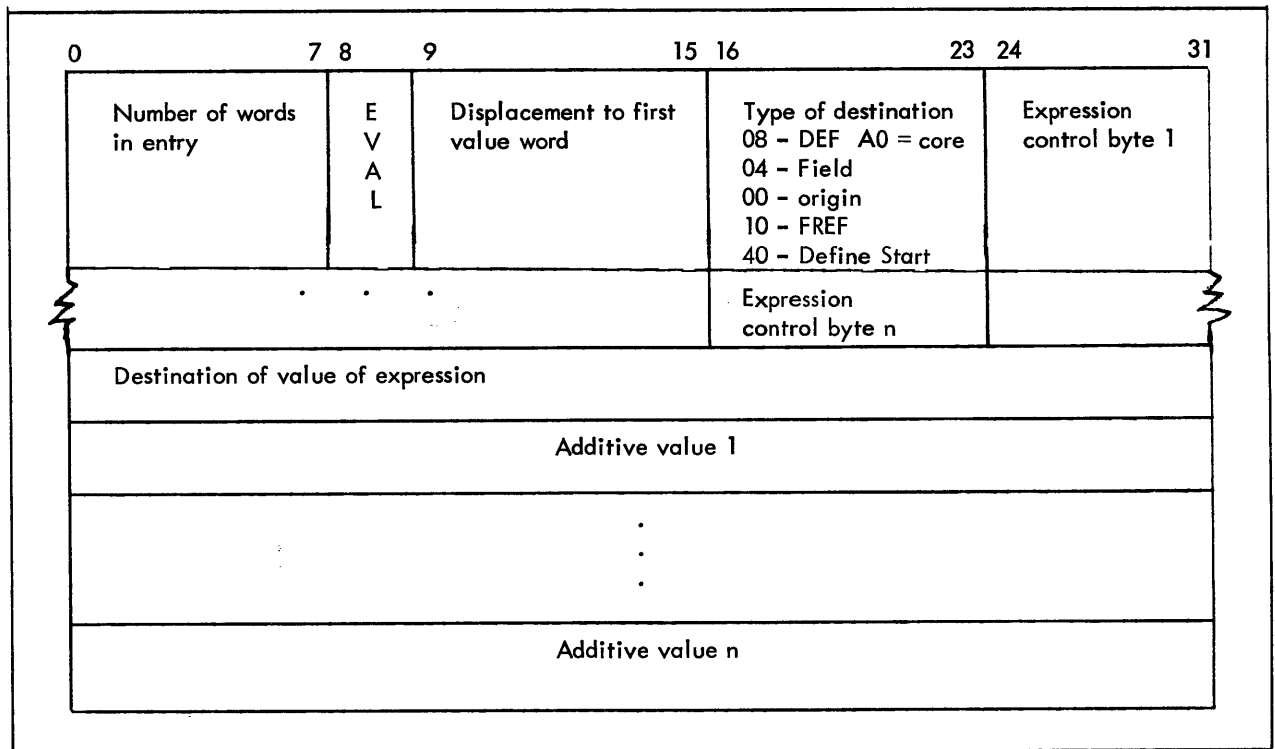 0 7 8 9 15 16 23 24 31
Number of words
in entry
E
V
A
L
Displacement to first
value word
Type of destination
08 - DEF A0 = core
04 - Field
00 - origin
10 - FREF
40 - Define Start
Expression
control byte 1
. . .
Expression
control byte n
Destination of value of expression
Additive value 1
.
.
.
Additive value n